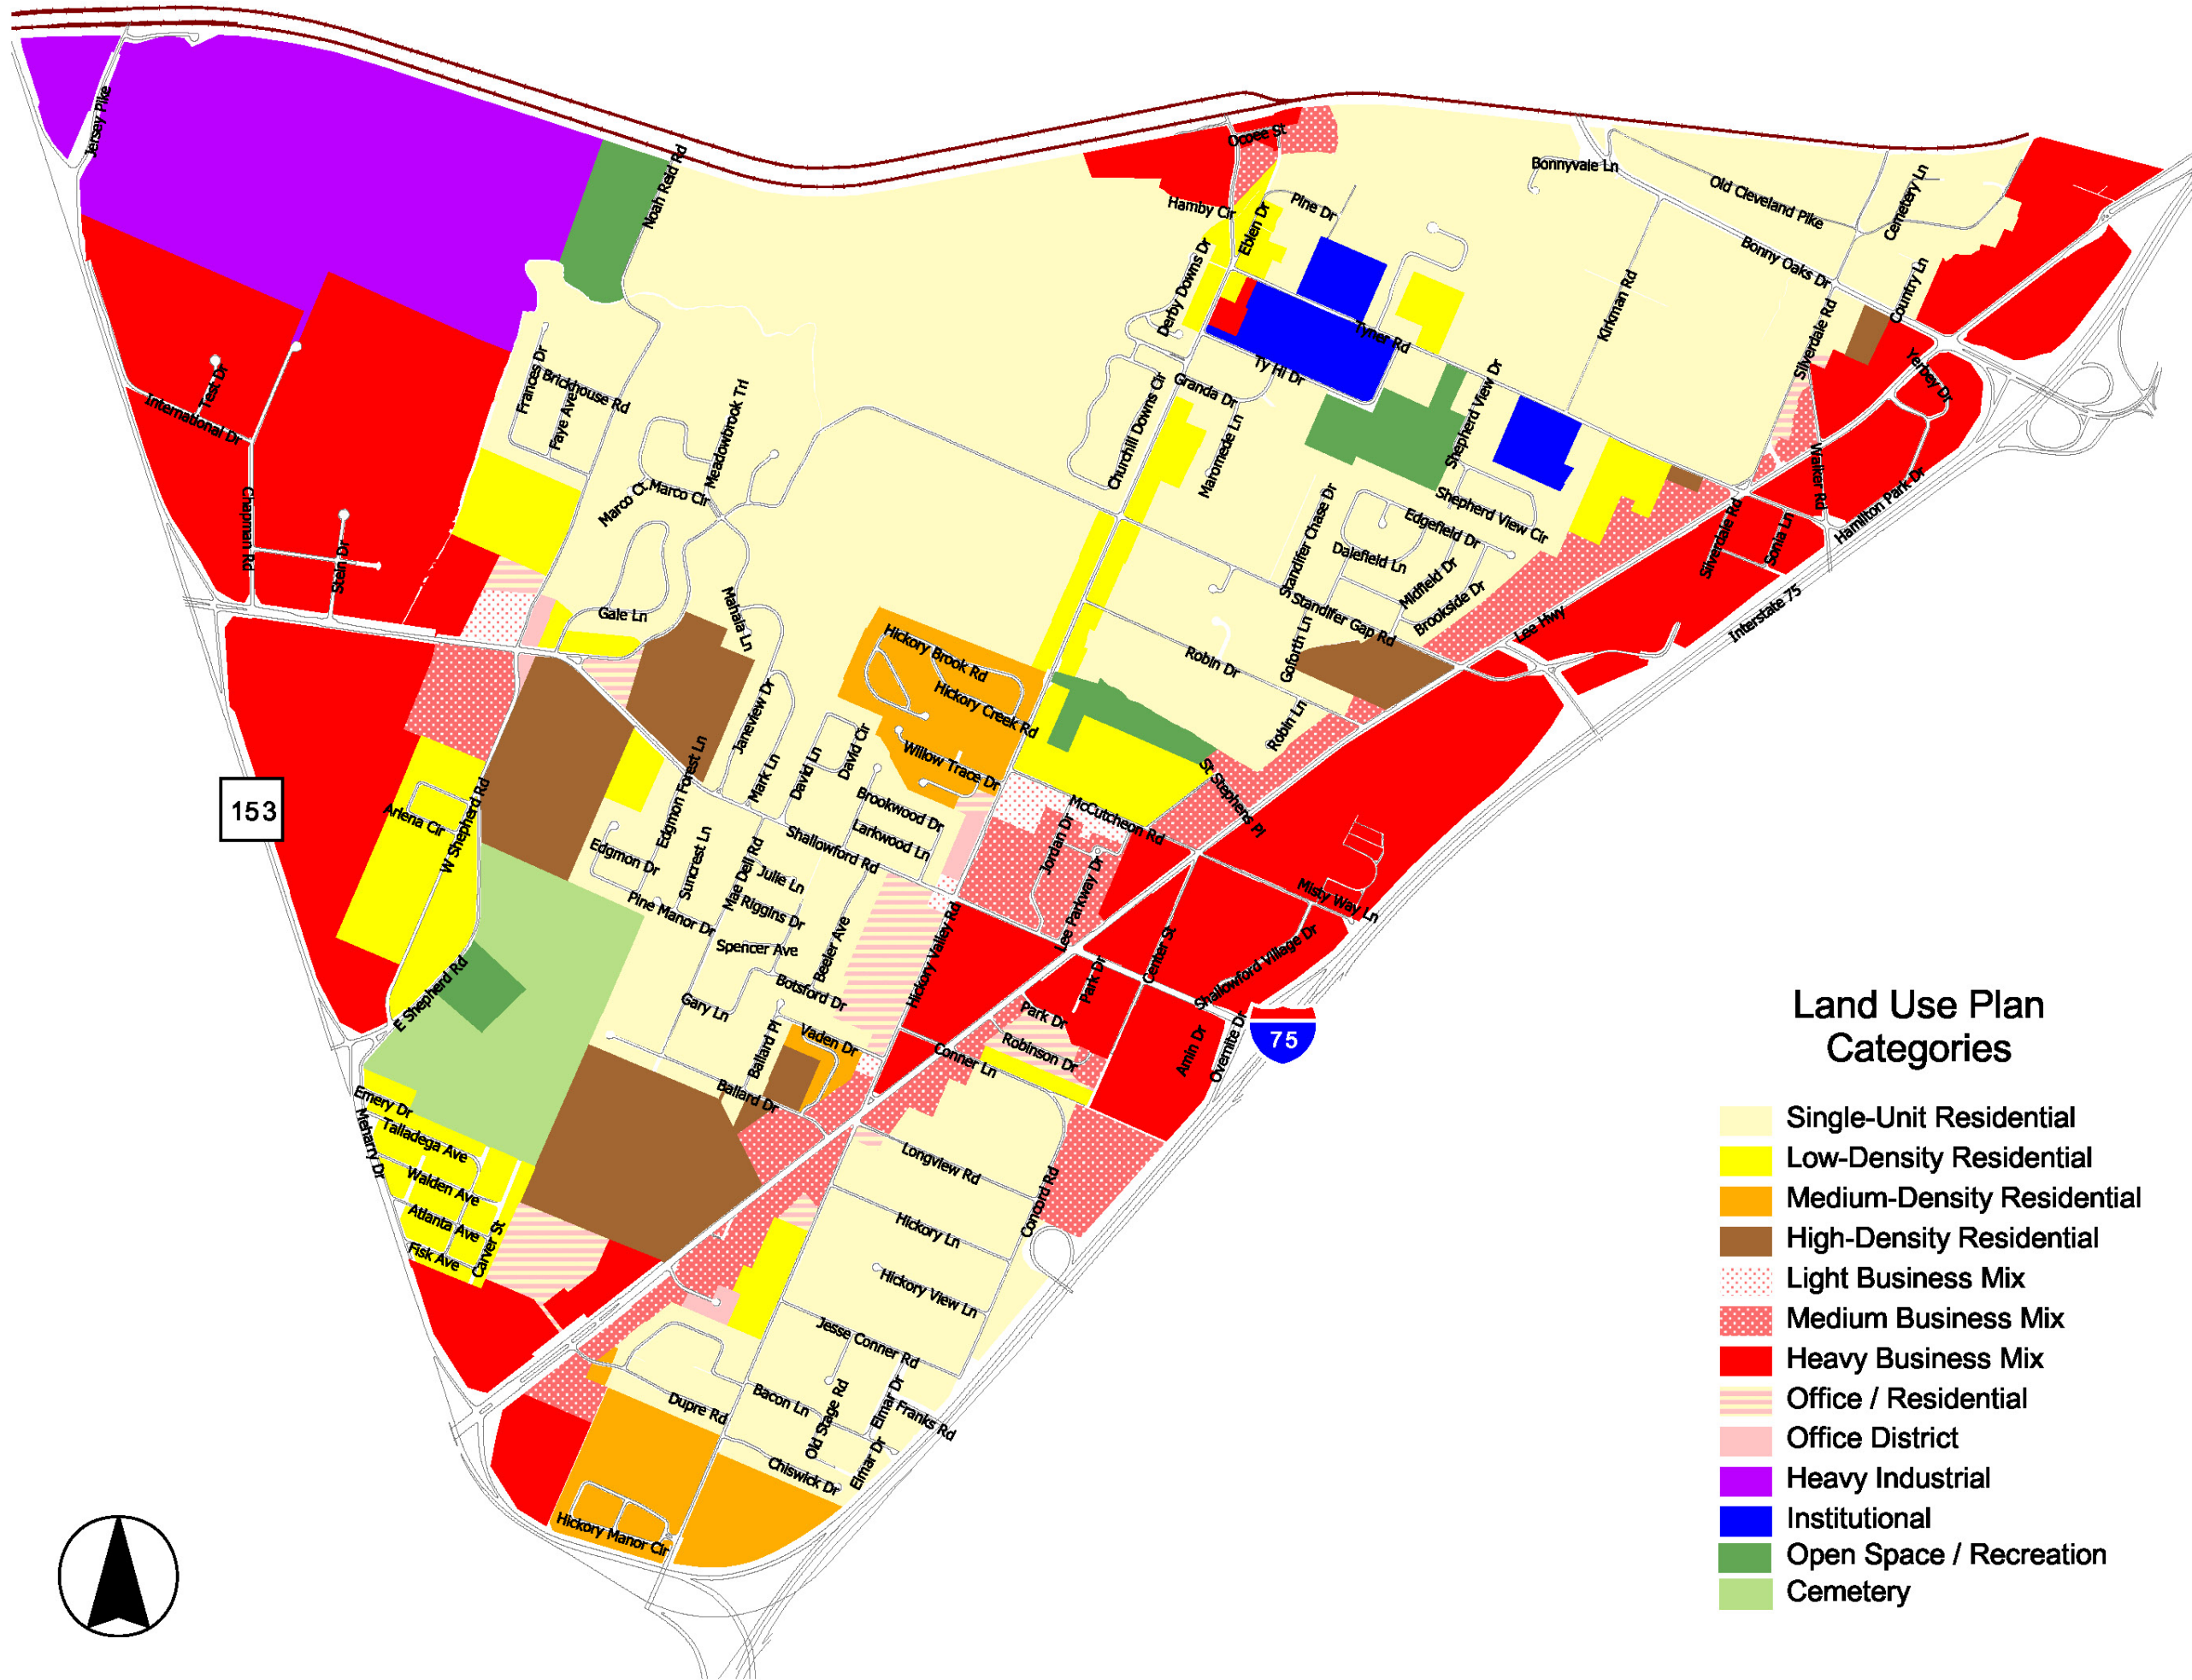 Jersey Pike
Noah Reid Rd
Ocoee St
Hamby Cir
Eblen Dr
Pine Dr
Derby Downs Dr
Bonnyvale Ln
Old Cleveland Pike
Cemetery Ln
Bonny Oaks Dr
Country Ln
Kirkman Rd
Silverdale Rd
Yerbey Dr
Tyner Rd
Ty Hi Dr
Granda Dr
Churchill Downs Cir
Mahomede Ln
Shepherd View Dr
Shepherd View Cir
Walker Rd
Hamilton Park Dr
Silverdale Rd
Sonia Ln
Interstate 75
Lee Hwy
Test Dr
International Dr
Chapman Rd
Stein Dr
Frances Dr
Brickhouse Rd
Faye Ave
Meadowbrook Trl
Marco Ct
Marco Cir
Gale Ln
Mahala Ln
Standifer Chase Dr
Edgefield Dr
Dalefield Ln
Midfield Dr
Brookside Dr
Standifer Gap Rd
Goforth Ln
Robin Dr
Robin Ln
Hickory Brook Rd
Hickory Creek Rd
Willow Trace Dr
Janeview Dr
Mark Ln
David Ln
David Cir
Brookwood Dr
Larkwood Ln
Shallowford Rd
Edgmon Forest Ln
Edgmon Dr
Suncrest Ln
Mae Dell Rd
Julie Ln
Riggins Dr
Pine Manor Dr
Spencer Ave
Beeler Ave
Botsford Dr
Gary Ln
Hickory Valley Rd
St Stephens Pl
McCutcheon Rd
Jordan Dr
Lee Parkway Dr
Misty Way Ln
Center St
Shallowford Village Dr
Park Dr
Park Dr
Robinson Dr
Amin Dr
Overnite Dr
75
153
Arlena Cir
W Shepherd Rd
E Shepherd Rd
Ballard Pl
Vaden Dr
Ballard Dr
Conner Ln
Emery Dr
Talladega Ave
Meharry Dr
Walden Ave
Atlanta Ave
Fisk Ave
Carver St
Longview Rd
Concord Rd
Hickory Ln
Hickory View Ln
Jesse Conner Rd
Bacon Ln
Dupre Rd
Old Stage Rd
Elmar Dr
Franks Rd
Elmar Dr
Chiswick Dr
Hickory Manor Cir
Land Use Plan
Categories
Single-Unit Residential
Low-Density Residential
Medium-Density Residential
High-Density Residential
Light Business Mix
Medium Business Mix
Heavy Business Mix
Office / Residential
Office District
Heavy Industrial
Institutional
Open Space / Recreation
Cemetery